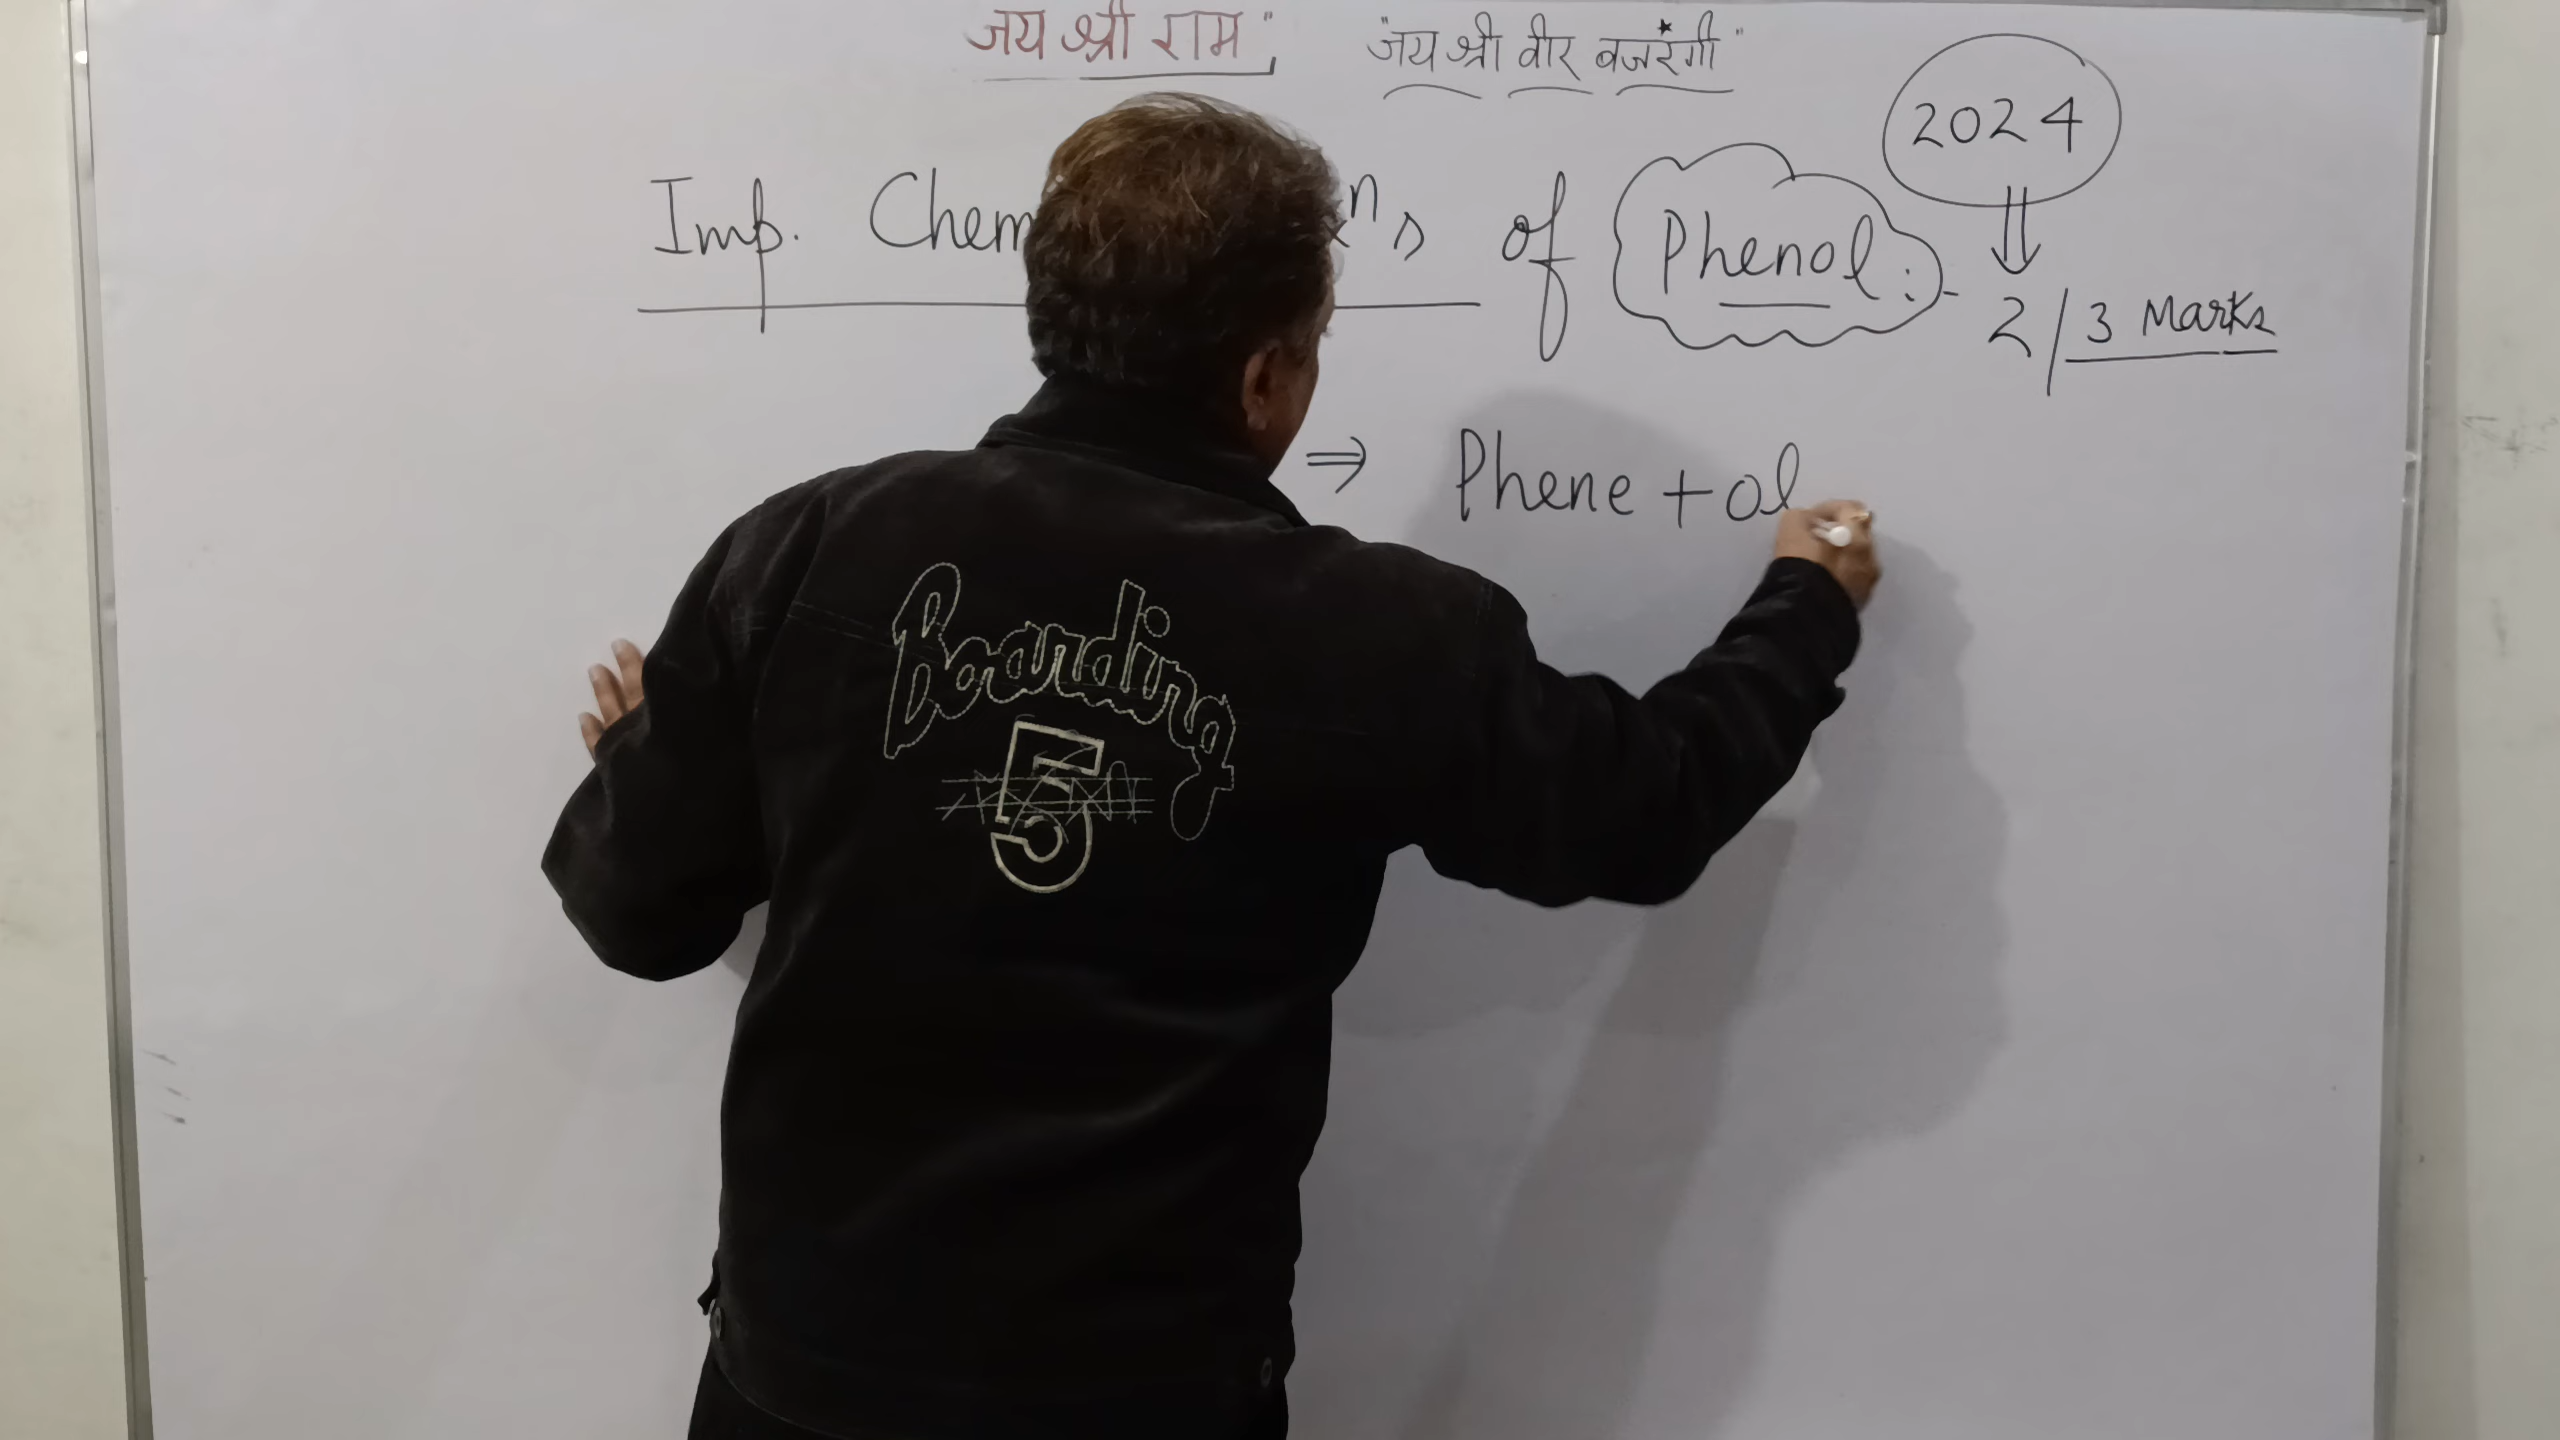 जय श्री राम" "जय श्री वीर बजरंगी"
2024
Imp. Chem of Phenol :-
2/3 Marks
⇒ Phene + ol
Boarding
5